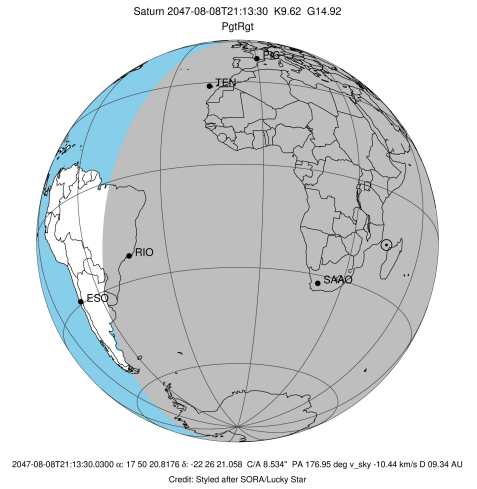 Saturn 2047-08-08T21:13:30 K9.62 G14.92
PgtRgt
PIC
TEN
RIO
SAAO
ESO
2047-08-08T21:13:30.0300 α: 17 50 20.8176 δ: -22 26 21.058 C/A 8.534" PA 176.95 deg v_sky -10.44 km/s D 09.34 AU
Credit: Styled after SORA/Lucky Star